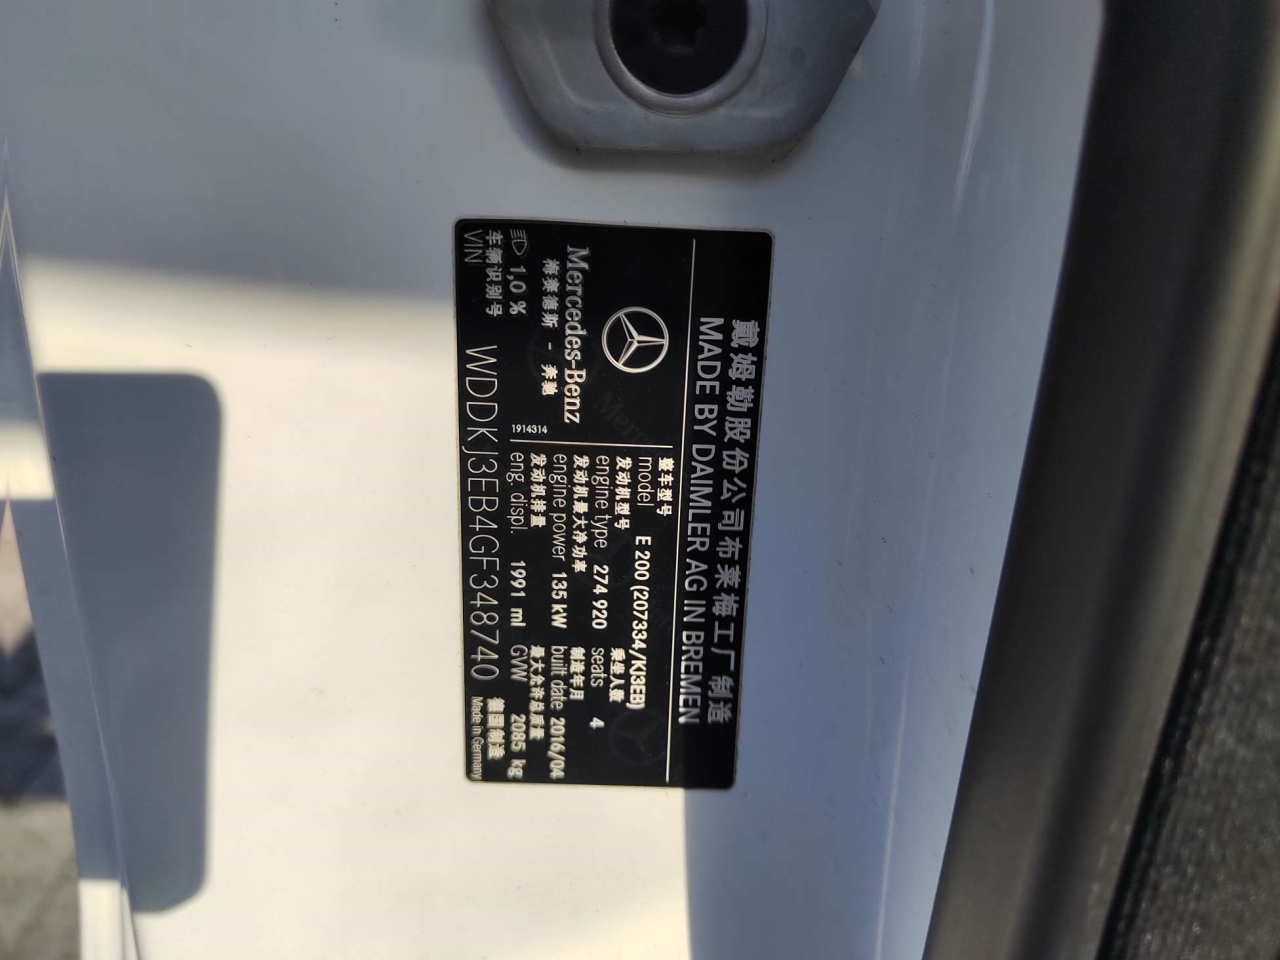 戴姆勒股份公司布莱梅工厂制造
MADE BY DAIMLER AG IN BREMEN
Mercedes-Benz
梅赛德斯 - 奔驰
1,0 %
1914314
整车型号
model E 200 (207334/KJ3EB)
发动机型号 乘坐人数
engine type 274 920 seats 4
发动机最大净功率 制造年月
engine power 135 kW built date 2016/04
发动机排量 最大允许总质量
eng. displ. 1991 ml GVW 2085 kg
车辆识别号 德国制造
VIN WDDKJ3EB4GF348740 Made in Germany